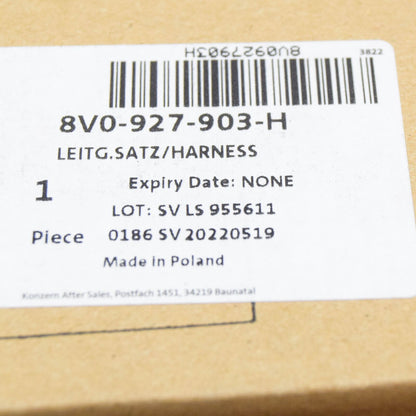 8V0927903H
3822
8V0-927-903-H
LEITG.SATZ/HARNESS
1 Expiry Date: NONE
LOT: SV LS 955611
Piece 0186 SV 20220519
Made in Poland
Konzern After Sales, Postfach 1451, 34219 Baunatal